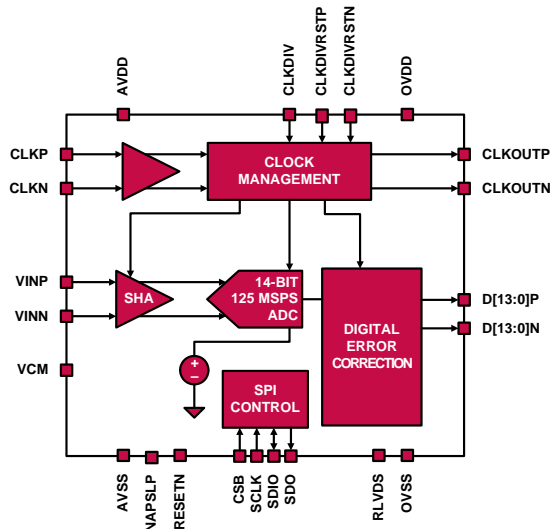 AVDD
CLKDIV
CLKDIVRSTP
CLKDIVRSTN
OVDD
CLKP
CLKN
CLOCK
MANAGEMENT
CLKOUTP
CLKOUTN
VINP
VINN
SHA
14-BIT
125 MSPS
ADC
DIGITAL
ERROR
CORRECTION
D[13:0]P
D[13:0]N
VCM
+
–
SPI
CONTROL
AVSS
NAPSLP
RESETN
CSB
SCLK
SDIO
SDO
RLVDS
OVSS